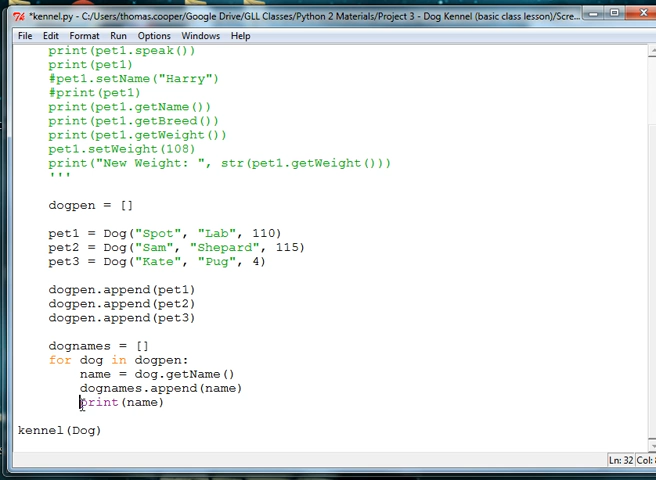 *kennel.py - C:/Users/thomas.cooper/Google Drive/GLL Classes/Python 2 Materials/Project 3 - Dog Kennel (basic class lesson)/Scre...
File Edit Format Run Options Windows Help
print(pet1.speak())
print(pet1)
#pet1.setName("Harry")
#print(pet1)
print(pet1.getName())
print(pet1.getBreed())
print(pet1.getWeight())
pet1.setWeight(108)
print("New Weight: ", str(pet1.getWeight()))
'''
dogpen = []
pet1 = Dog("Spot", "Lab", 110)
pet2 = Dog("Sam", "Shepard", 115)
pet3 = Dog("Kate", "Pug", 4)
dogpen.append(pet1)
dogpen.append(pet2)
dogpen.append(pet3)
dognames = []
for dog in dogpen:
name = dog.getName()
dognames.append(name)
print(name)
kennel(Dog)
Ln: 32 Col: